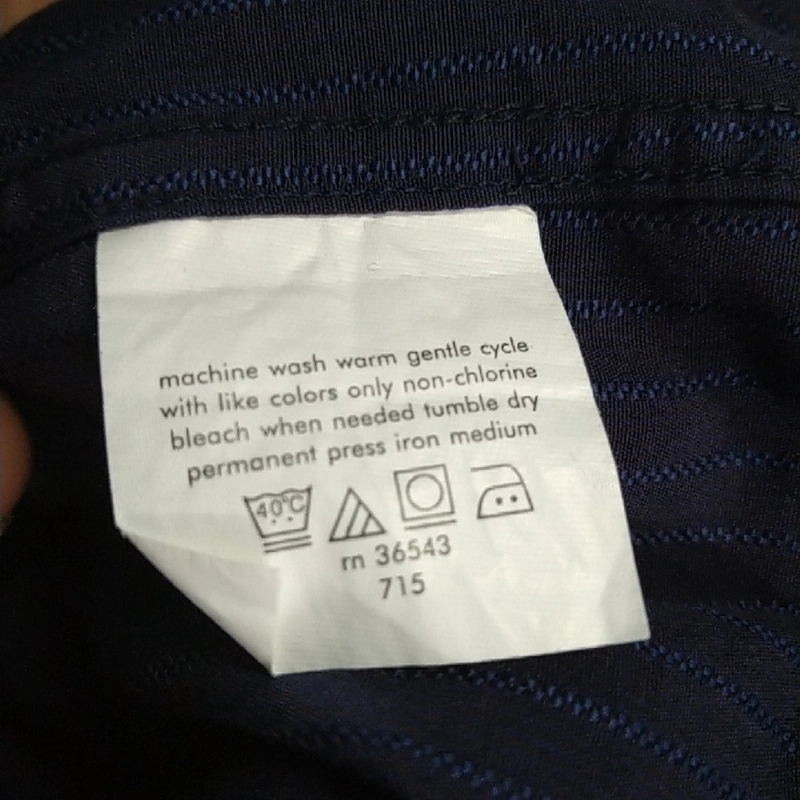 machine wash warm gentle cycle
with like colors only non-chlorine
bleach when needed tumble dry
permanent press iron medium
40°C
rn 36543
715